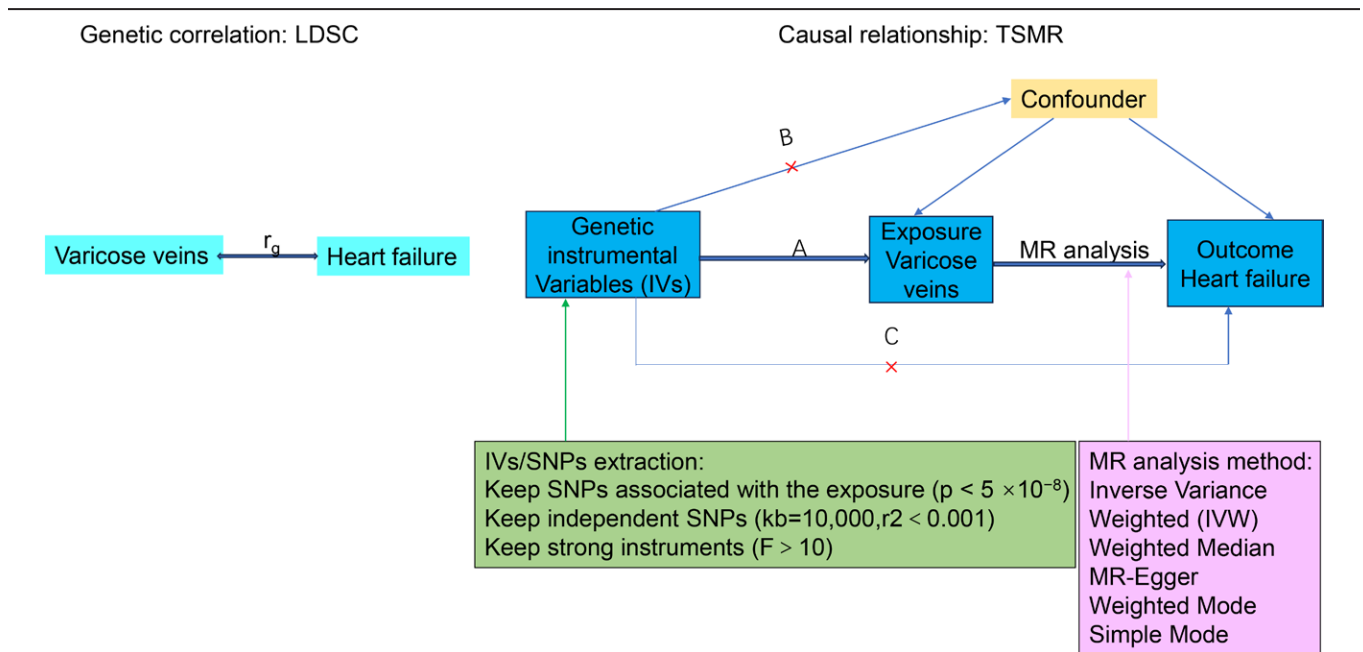 Genetic correlation: LDSC
Causal relationship: TSMR
Confounder
B
Varicose veins
rg
Heart failure
Genetic
instrumental
Variables (IVs)
A
Exposure
Varicose
veins
MR analysis
Outcome
Heart failure
C
IVs/SNPs extraction:
Keep SNPs associated with the exposure (p < 5 ×10⁻⁸)
Keep independent SNPs (kb=10,000,r2 < 0.001)
Keep strong instruments (F > 10)
MR analysis method:
Inverse Variance
Weighted (IVW)
Weighted Median
MR-Egger
Weighted Mode
Simple Mode